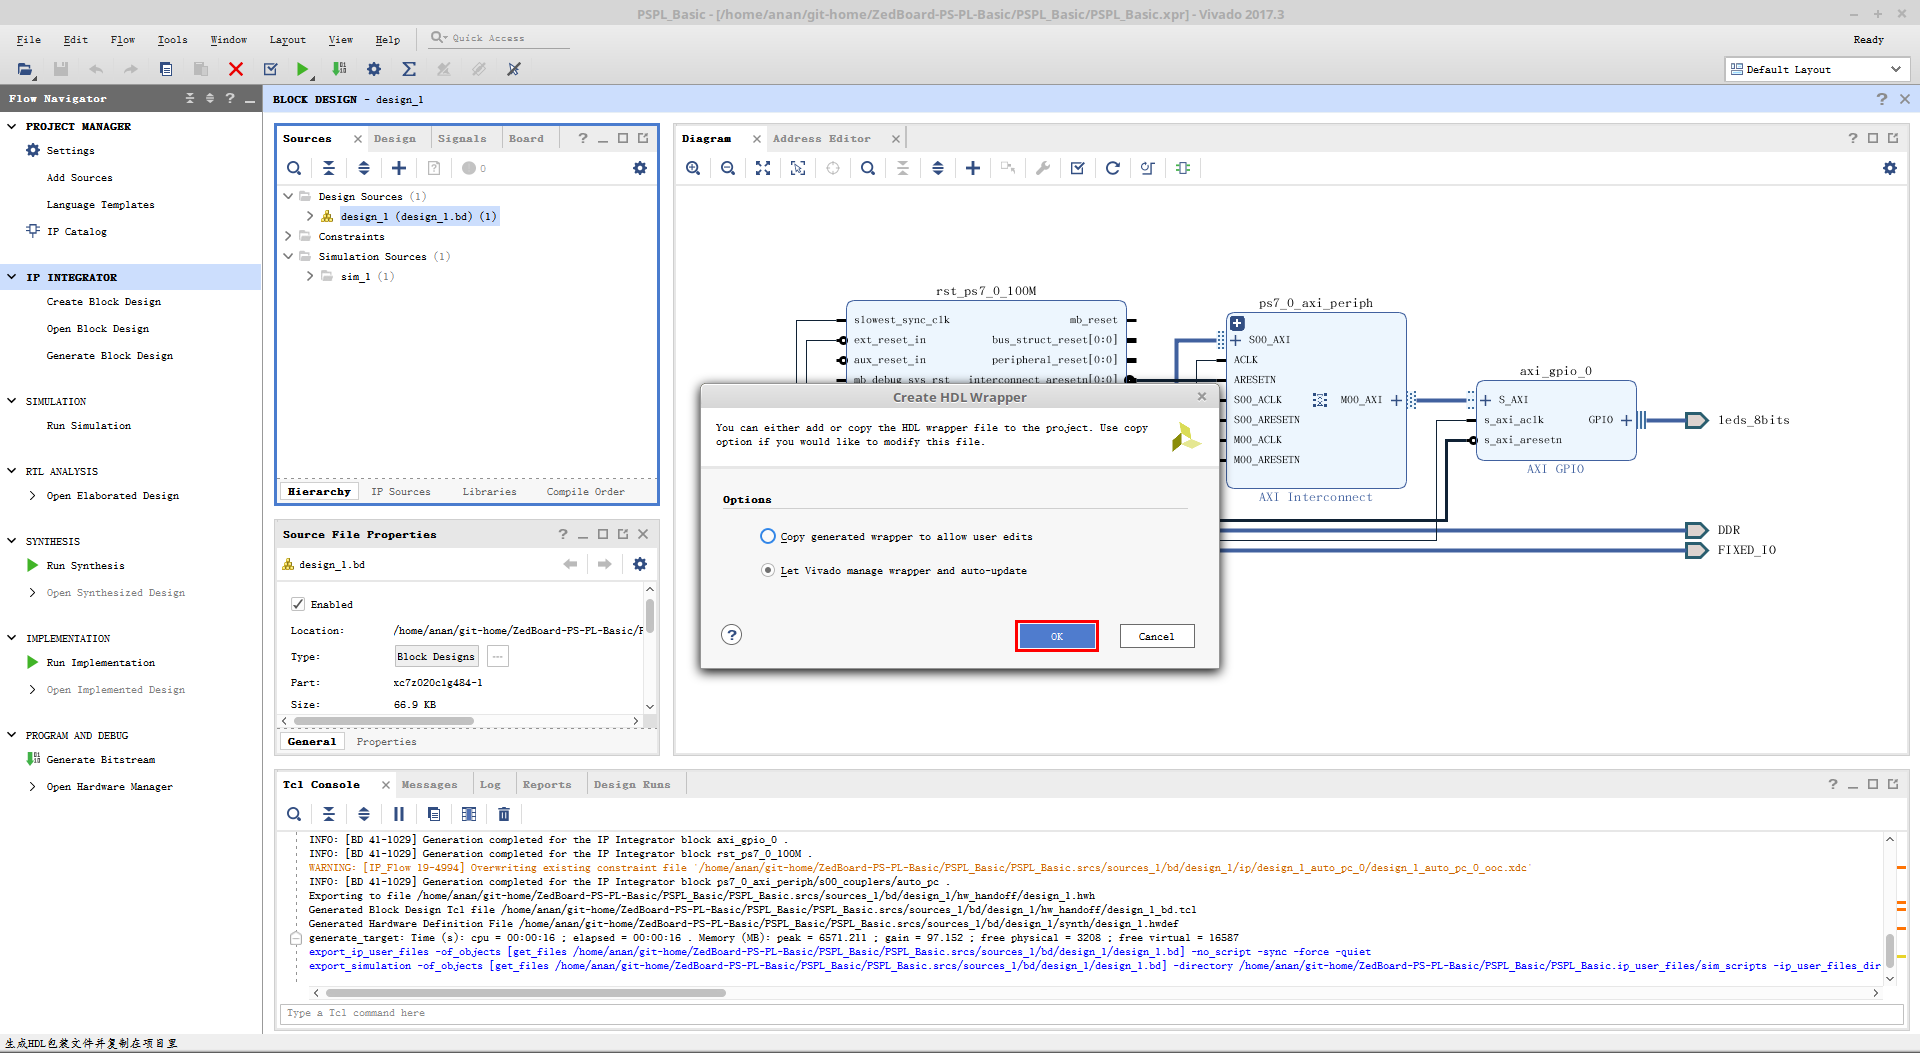 PSPL_Basic - [/home/anan/git-home/ZedBoard-PS-PL-Basic/PSPL_Basic/PSPL_Basic.xpr] - Vivado 2017.3
File Edit Flow Tools Window Layout View Help Quick Access
Ready
Default Layout
Flow Navigator
PROJECT MANAGER
Settings
Add Sources
Language Templates
IP Catalog
IP INTEGRATOR
Create Block Design
Open Block Design
Generate Block Design
SIMULATION
Run Simulation
RTL ANALYSIS
Open Elaborated Design
SYNTHESIS
Run Synthesis
Open Synthesized Design
IMPLEMENTATION
Run Implementation
Open Implemented Design
PROGRAM AND DEBUG
Generate Bitstream
Open Hardware Manager
BLOCK DESIGN - design_1
Sources Design Signals Board
0
Design Sources (1)
design_1 (design_1.bd) (1)
Constraints
Simulation Sources (1)
sim_1 (1)
Hierarchy IP Sources Libraries Compile Order
Source File Properties
design_1.bd
Enabled
Location: /home/anan/git-home/ZedBoard-PS-PL-Basic/
Type: Block Designs
Part: xc7z020clg484-1
Size: 66.9 KB
General Properties
Diagram Address Editor
rst_ps7_0_100M
slowest_sync_clk mb_reset
ext_reset_in bus_struct_reset[0:0]
aux_reset_in peripheral_reset[0:0]
mb_debug_sys_rst interconnect_aresetn[0:0]
ps7_0_axi_periph
S00_AXI
ACLK
ARESETN
S00_ACLK M00_AXI
S00_ARESETN
M00_ACLK
M00_ARESETN
AXI Interconnect
axi_gpio_0
S_AXI
s_axi_aclk GPIO
s_axi_aresetn
AXI GPIO
leds_8bits
DDR
FIXED_IO
Create HDL Wrapper
You can either add or copy the HDL wrapper file to the project. Use copy
option if you would like to modify this file.
Options
Copy generated wrapper to allow user edits
Let Vivado manage wrapper and auto-update
OK Cancel
Tcl Console Messages Log Reports Design Runs
INFO: [BD 41-1029] Generation completed for the IP Integrator block axi_gpio_0 .
INFO: [BD 41-1029] Generation completed for the IP Integrator block rst_ps7_0_100M .
WARNING: [IP_Flow 19-4994] Overwriting existing constraint file '/home/anan/git-home/ZedBoard-PS-PL-Basic/PSPL_Basic/PSPL_Basic.srcs/sources_1/bd/design_1/ip/design_1_auto_pc_0/design_1_auto_pc_0_ooc.xdc'
INFO: [BD 41-1029] Generation completed for the IP Integrator block ps7_0_axi_periph/s00_couplers/auto_pc .
Exporting to file /home/anan/git-home/ZedBoard-PS-PL-Basic/PSPL_Basic/PSPL_Basic.srcs/sources_1/bd/design_1/hw_handoff/design_1.hwh
Generated Block Design Tcl file /home/anan/git-home/ZedBoard-PS-PL-Basic/PSPL_Basic/PSPL_Basic.srcs/sources_1/bd/design_1/hw_handoff/design_1_bd.tcl
Generated Hardware Definition File /home/anan/git-home/ZedBoard-PS-PL-Basic/PSPL_Basic/PSPL_Basic.srcs/sources_1/bd/design_1/synth/design_1.hwdef
generate_target: Time (s): cpu = 00:00:16 ; elapsed = 00:00:16 . Memory (MB): peak = 6571.211 ; gain = 97.152 ; free physical = 3208 ; free virtual = 16587
export_ip_user_files -of_objects [get_files /home/anan/git-home/ZedBoard-PS-PL-Basic/PSPL_Basic/PSPL_Basic.srcs/sources_1/bd/design_1/design_1.bd] -no_script -sync -force -quiet
export_simulation -of_objects [get_files /home/anan/git-home/ZedBoard-PS-PL-Basic/PSPL_Basic/PSPL_Basic.srcs/sources_1/bd/design_1/design_1.bd] -directory /home/anan/git-home/ZedBoard-PS-PL-Basic/PSPL_Basic/PSPL_Basic.ip_user_files/sim_scripts -ip_user_files_dir
Type a Tcl command here
生成HDL包装文件并复制在项目里